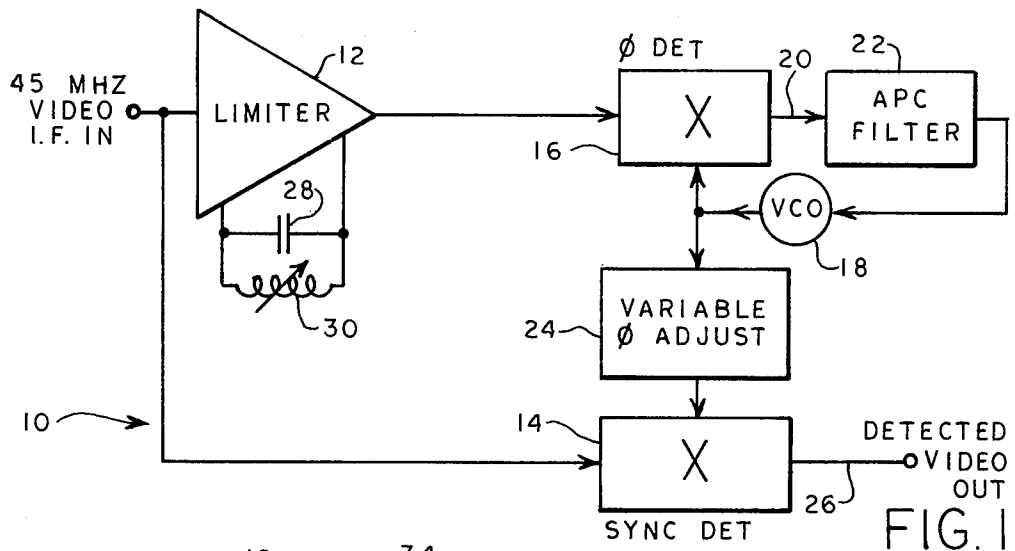 45 MHZ
VIDEO
I.F. IN
LIMITER
12
28
30
Ø DET
X
16
20
22
APC
FILTER
VCO
18
VARIABLE
Ø ADJUST
24
10
14
X
SYNC DET
26
DETECTED
VIDEO
OUT
FIG. 1